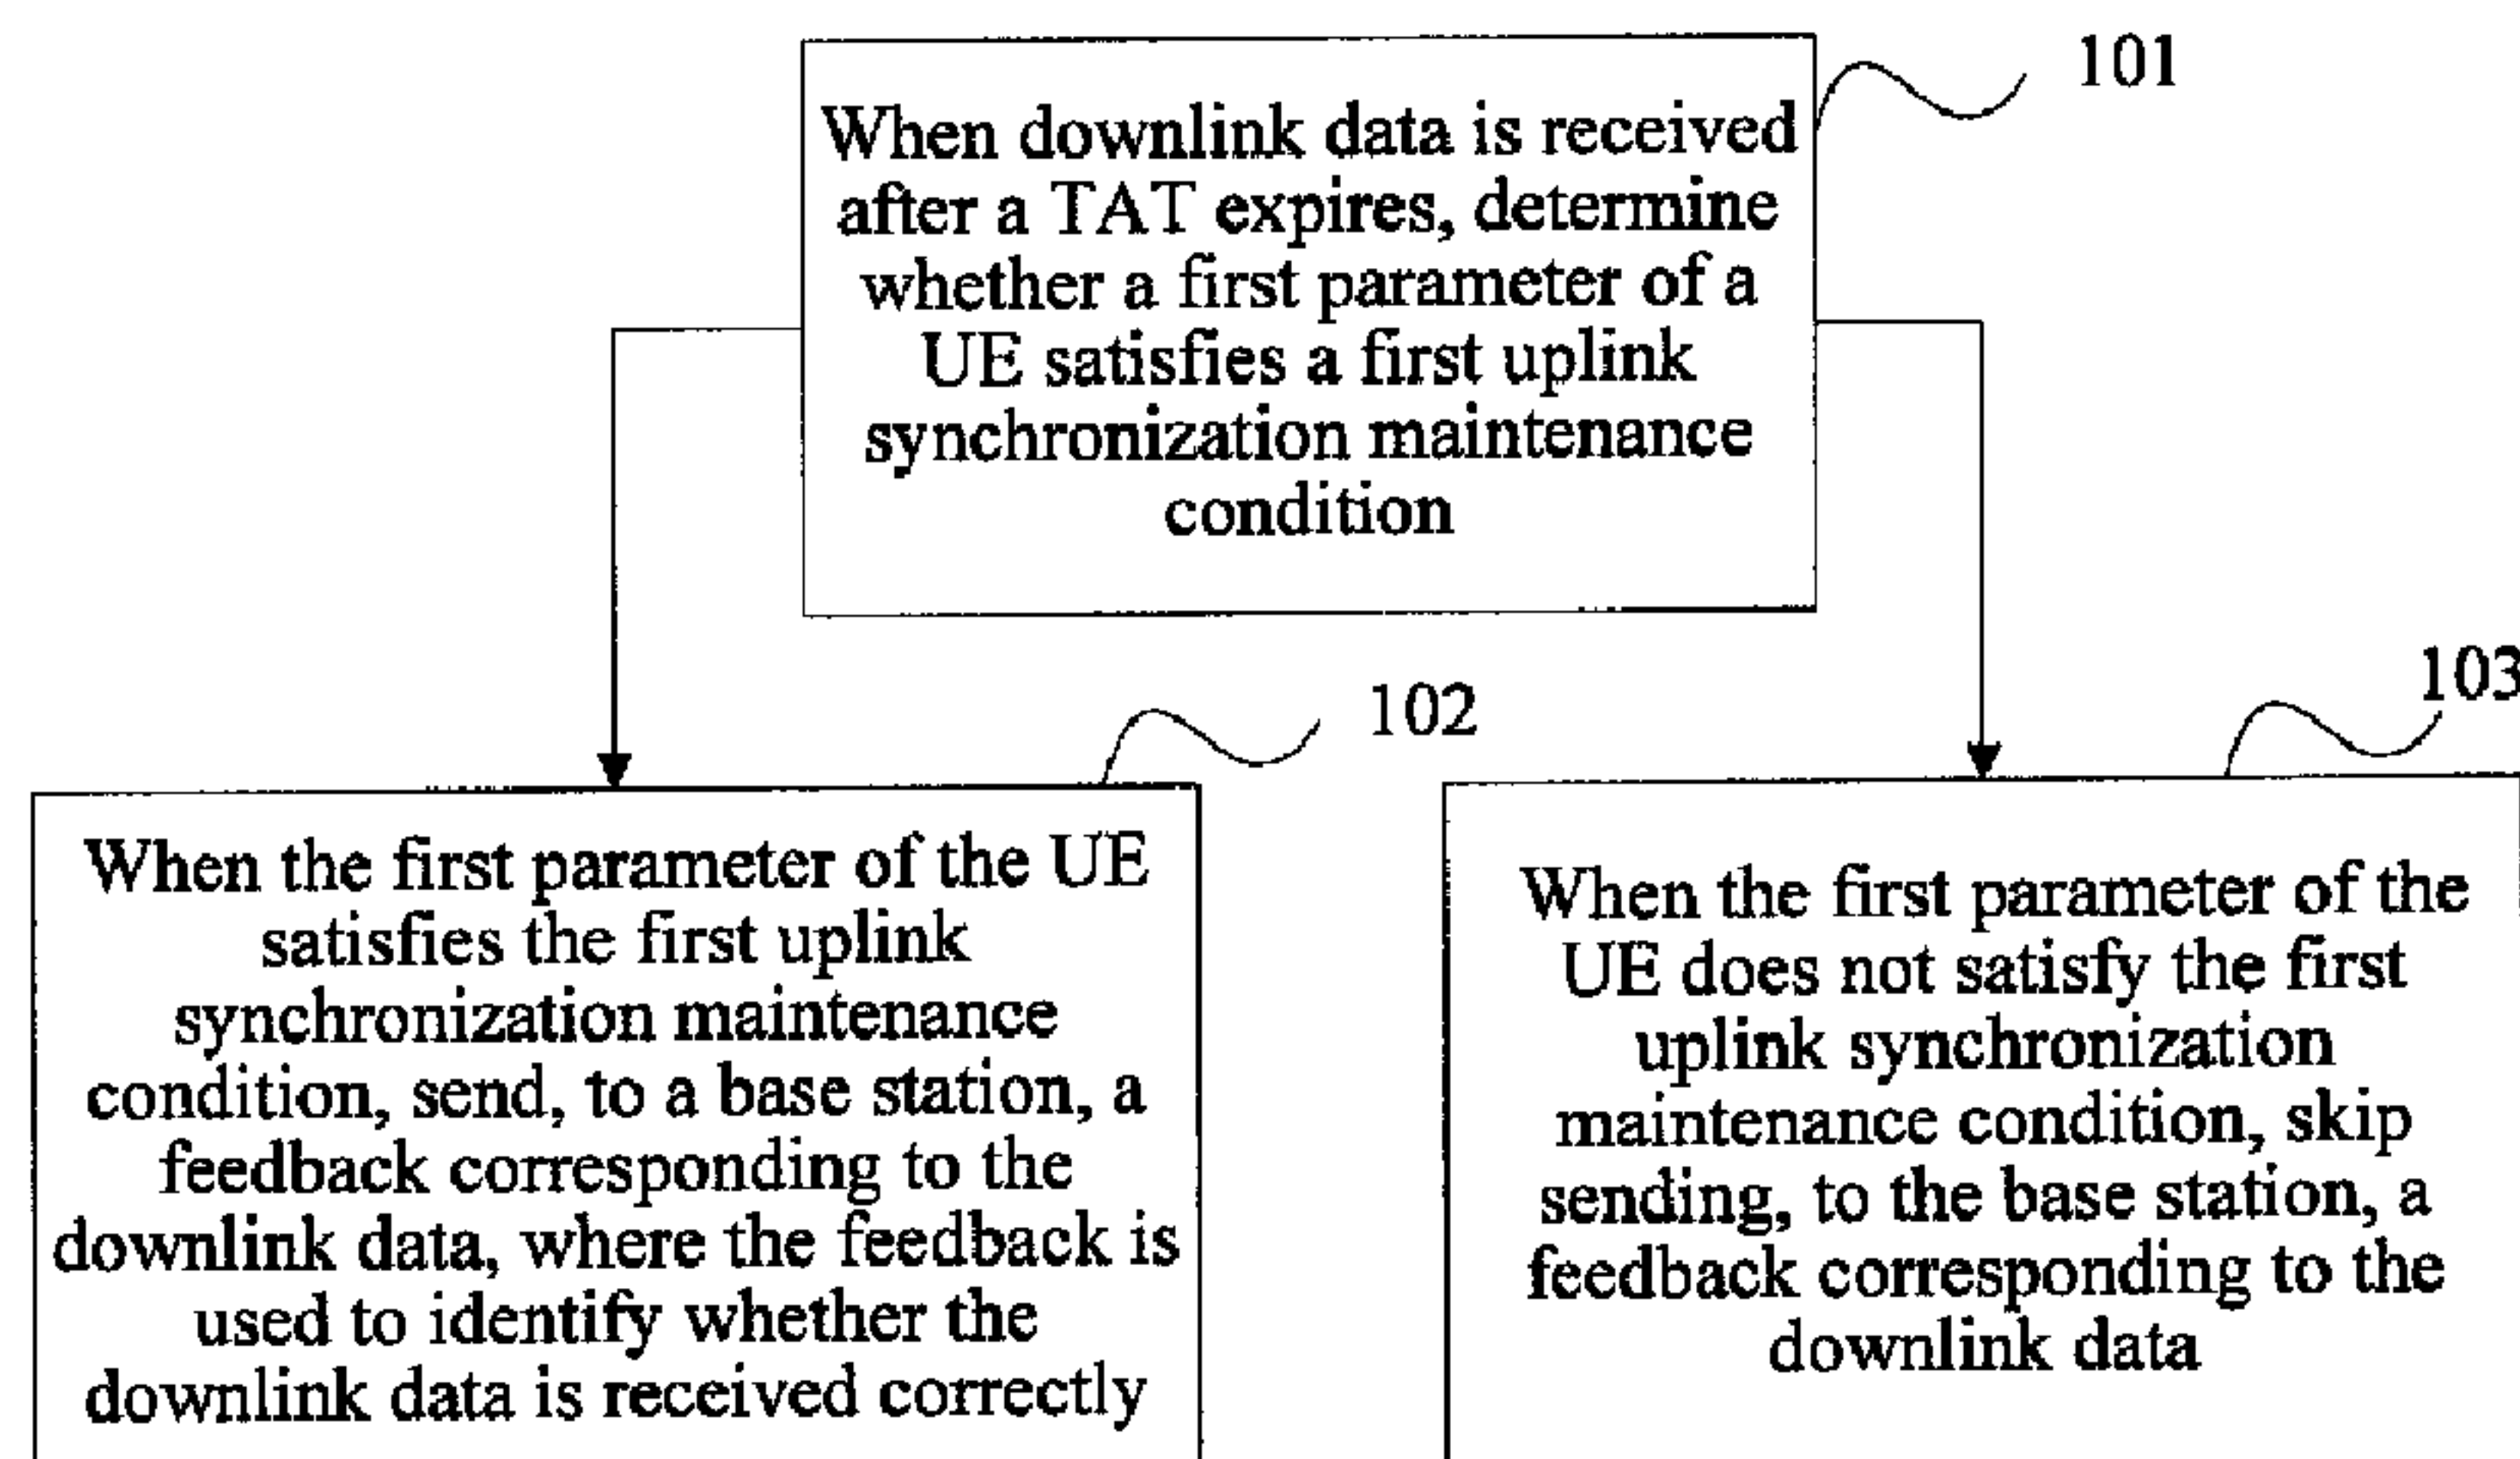 101
When downlink data is received
after a TAT expires, determine
whether a first parameter of a
UE satisfies a first uplink
synchronization maintenance
condition
102
When the first parameter of the UE
satisfies the first uplink
synchronization maintenance
condition, send, to a base station, a
feedback corresponding to the
downlink data, where the feedback is
used to identify whether the
downlink data is received correctly
103
When the first parameter of the
UE does not satisfy the first
uplink synchronization
maintenance condition, skip
sending, to the base station, a
feedback corresponding to the
downlink data